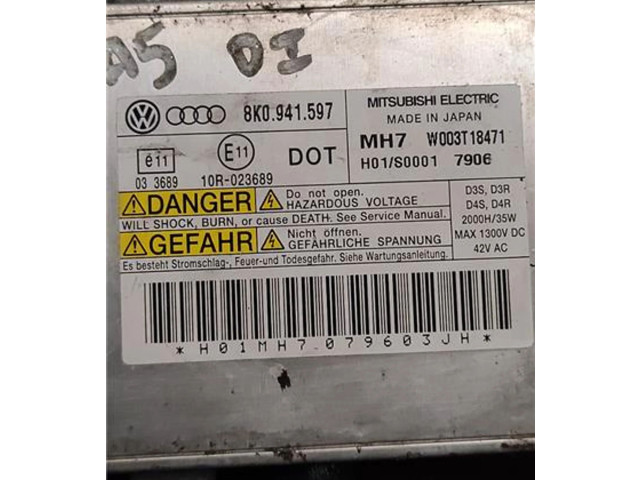 A5 DI
8K0.941.597
MITSUBISHI ELECTRIC
MADE IN JAPAN
MH7 W003T18471
H01/S0001 7906
e11
03 3689
E11
10R-023689
DOT
DANGER
Do not open.
HAZARDOUS VOLTAGE
WILL SHOCK, BURN, or cause DEATH. See Service Manual.
GEFAHR
Nicht öffnen.
GEFÄHRLICHE SPANNUNG
Es besteht Stromschlag-, Feuer-und Todesgefahr. Siehe Wartungsanleitung.
D3S, D3R
D4S, D4R
2000H/35W
MAX 1300V DC
42V AC
*H01MH7 079603JH*